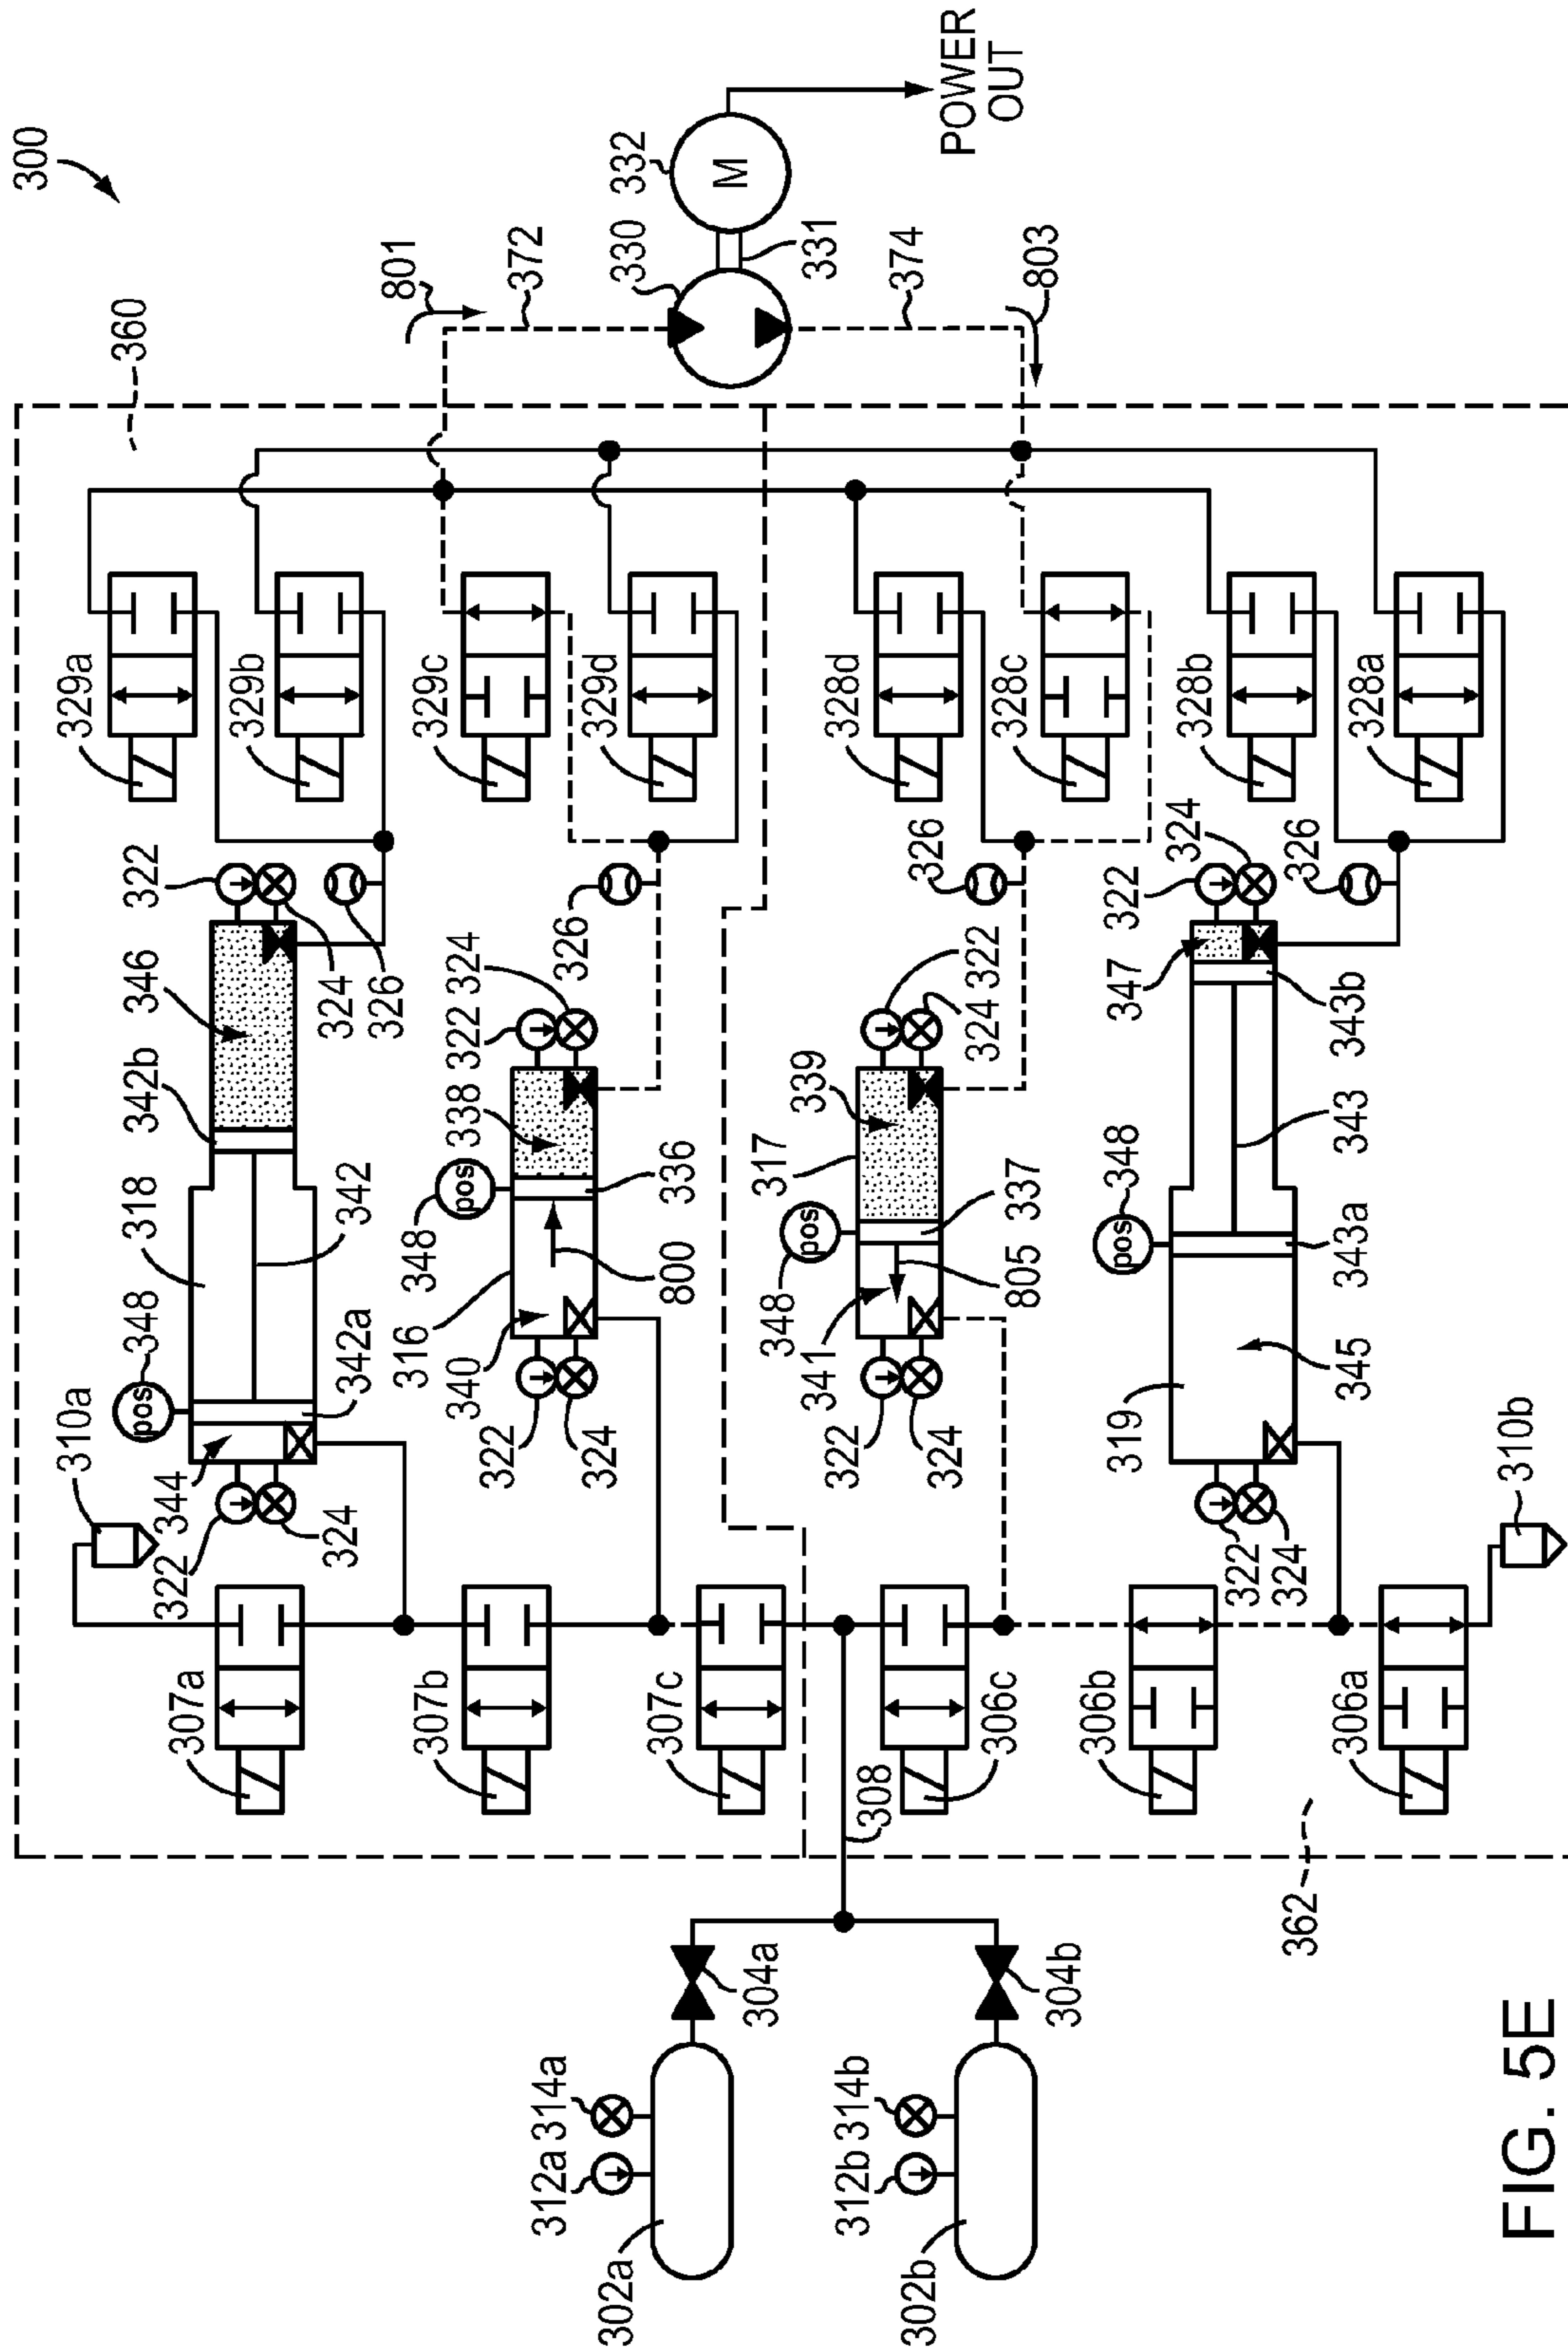 300
360
801
372
330
332
M
331
374
803
POWER
OUT
329a
329b
329c
329d
328d
328c
328b
328a
322
324
326
346
342b
318
342
348
pos
342a
310a
344
322
324
326
322
324
338
336
348
pos
316
800
340
322
324
326
322
324
339
317
337
348
pos
341
805
322
324
324
322
326
347
343b
343
348
pos
343a
319
345
310b
322
324
307a
307b
307c
306c
306b
306a
308
362
304a
304b
314a
312a
302a
314b
312b
302b
FIG. 5E